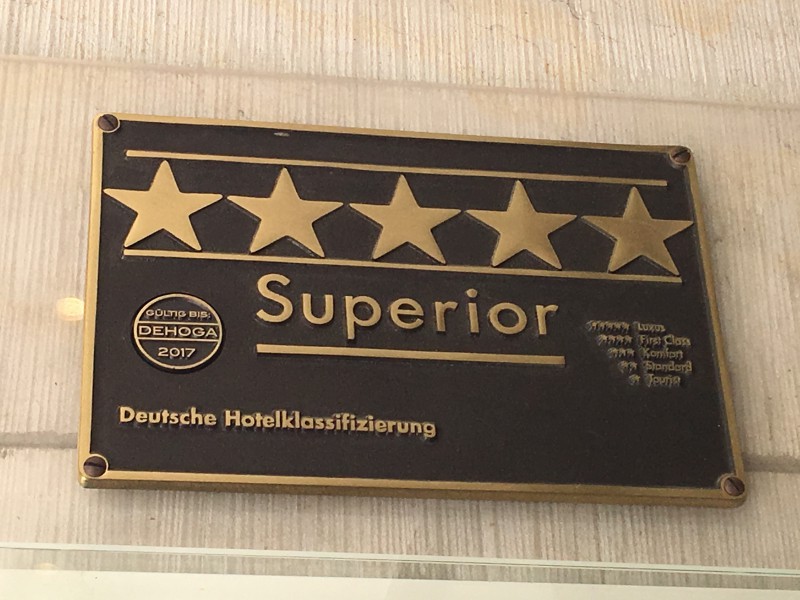 Superior
GÜLTIG BIS:
DEHOGA
2017
Luxus
First Class
Komfort
Standard
Tourist
Deutsche Hotelklassifizierung